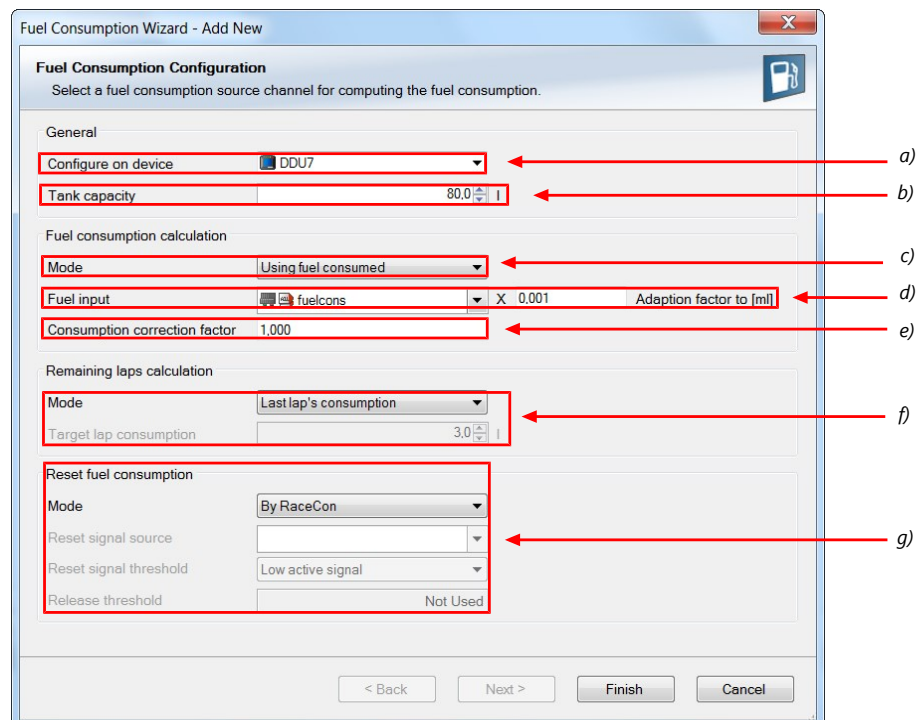 Fuel Consumption Wizard - Add New
X
Fuel Consumption Configuration
Select a fuel consumption source channel for computing the fuel consumption.
General
Configure on device DDU7 a)
Tank capacity 80,0 l b)
Fuel consumption calculation
Mode Using fuel consumed c)
Fuel input fuelcons X 0,001 Adaption factor to [ml] d)
Consumption correction factor 1,000 e)
Remaining laps calculation
Mode Last lap's consumption
f)
Target lap consumption 3,0 l
Reset fuel consumption
Mode By RaceCon
Reset signal source g)
Reset signal threshold Low active signal
Release threshold Not Used
< Back Next > Finish Cancel